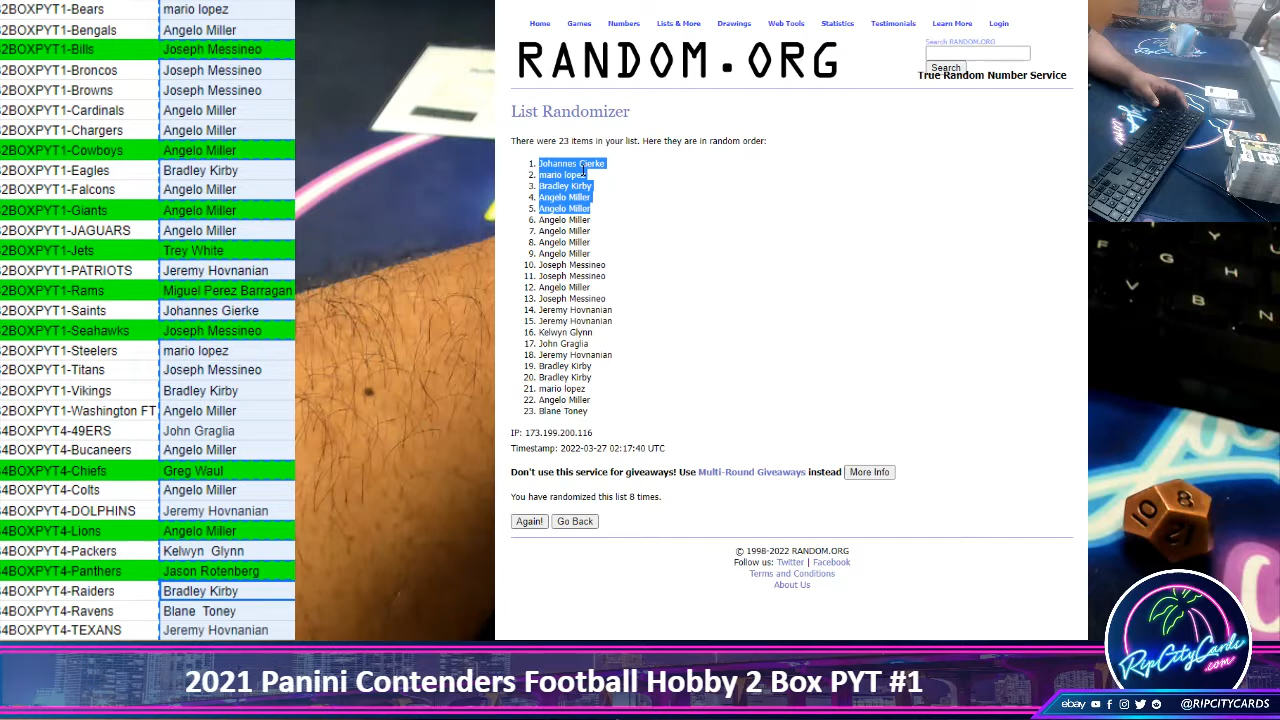 2BOXPYT1-Bears mario lopez
2BOXPYT1-Bengals Angelo Miller
2BOXPYT1-Bills Joseph Messineo
2BOXPYT1-Broncos Joseph Messineo
2BOXPYT1-Browns Joseph Messineo
2BOXPYT1-Cardinals Angelo Miller
2BOXPYT1-Chargers Angelo Miller
2BOXPYT1-Cowboys Angelo Miller
2BOXPYT1-Eagles Bradley Kirby
2BOXPYT1-Falcons Angelo Miller
2BOXPYT1-Giants Angelo Miller
2BOXPYT1-JAGUARS Angelo Miller
2BOXPYT1-Jets Trey White
2BOXPYT1-PATRIOTS Jeremy Hovnanian
2BOXPYT1-Rams Miguel Perez Barragan
2BOXPYT1-Saints Johannes Gierke
2BOXPYT1-Seahawks Joseph Messineo
2BOXPYT1-Steelers mario lopez
2BOXPYT1-Titans Joseph Messineo
2BOXPYT1-Vikings Bradley Kirby
2BOXPYT1-Washington FT Angelo Miller
4BOXPYT4-49ERS John Graglia
4BOXPYT4-Bucaneers Angelo Miller
4BOXPYT4-Chiefs Greg Waul
4BOXPYT4-Colts Angelo Miller
4BOXPYT4-DOLPHINS Jeremy Hovnanian
4BOXPYT4-Lions Angelo Miller
4BOXPYT4-Packers Kelwyn Glynn
4BOXPYT4-Panthers Jason Rotenberg
4BOXPYT4-Raiders Bradley Kirby
4BOXPYT4-Ravens Blane Toney
4BOXPYT4-TEXANS Jeremy Hovnanian
Home Games Numbers Lists & More Drawings Web Tools Statistics Testimonials Learn More Login
RANDOM.ORG
Search RANDOM.ORG
Search
True Random Number Service
List Randomizer
There were 23 items in your list. Here they are in random order:
1. Johannes Gierke
2. mario lopez
3. Bradley Kirby
4. Angelo Miller
5. Angelo Miller
6. Angelo Miller
7. Angelo Miller
8. Angelo Miller
9. Angelo Miller
10. Joseph Messineo
11. Joseph Messineo
12. Angelo Miller
13. Joseph Messineo
14. Jeremy Hovnanian
15. Jeremy Hovnanian
16. Kelwyn Glynn
17. John Graglia
18. Jeremy Hovnanian
19. Bradley Kirby
20. Bradley Kirby
21. mario lopez
22. Angelo Miller
23. Blane Toney
IP: 173.199.200.116
Timestamp: 2022-03-27 02:17:40 UTC
Don't use this service for giveaways! Use Multi-Round Giveaways instead More Info
You have randomized this list 8 times.
Again! Go Back
© 1998-2022 RANDOM.ORG
Follow us: Twitter | Facebook
Terms and Conditions
About Us
G
Y
H
V
B
N
10 8
RipCityCards
.com
2021 Panini Contenders Football Hobby 2 Box PYT #1
ebay @RIPCITYCARDS